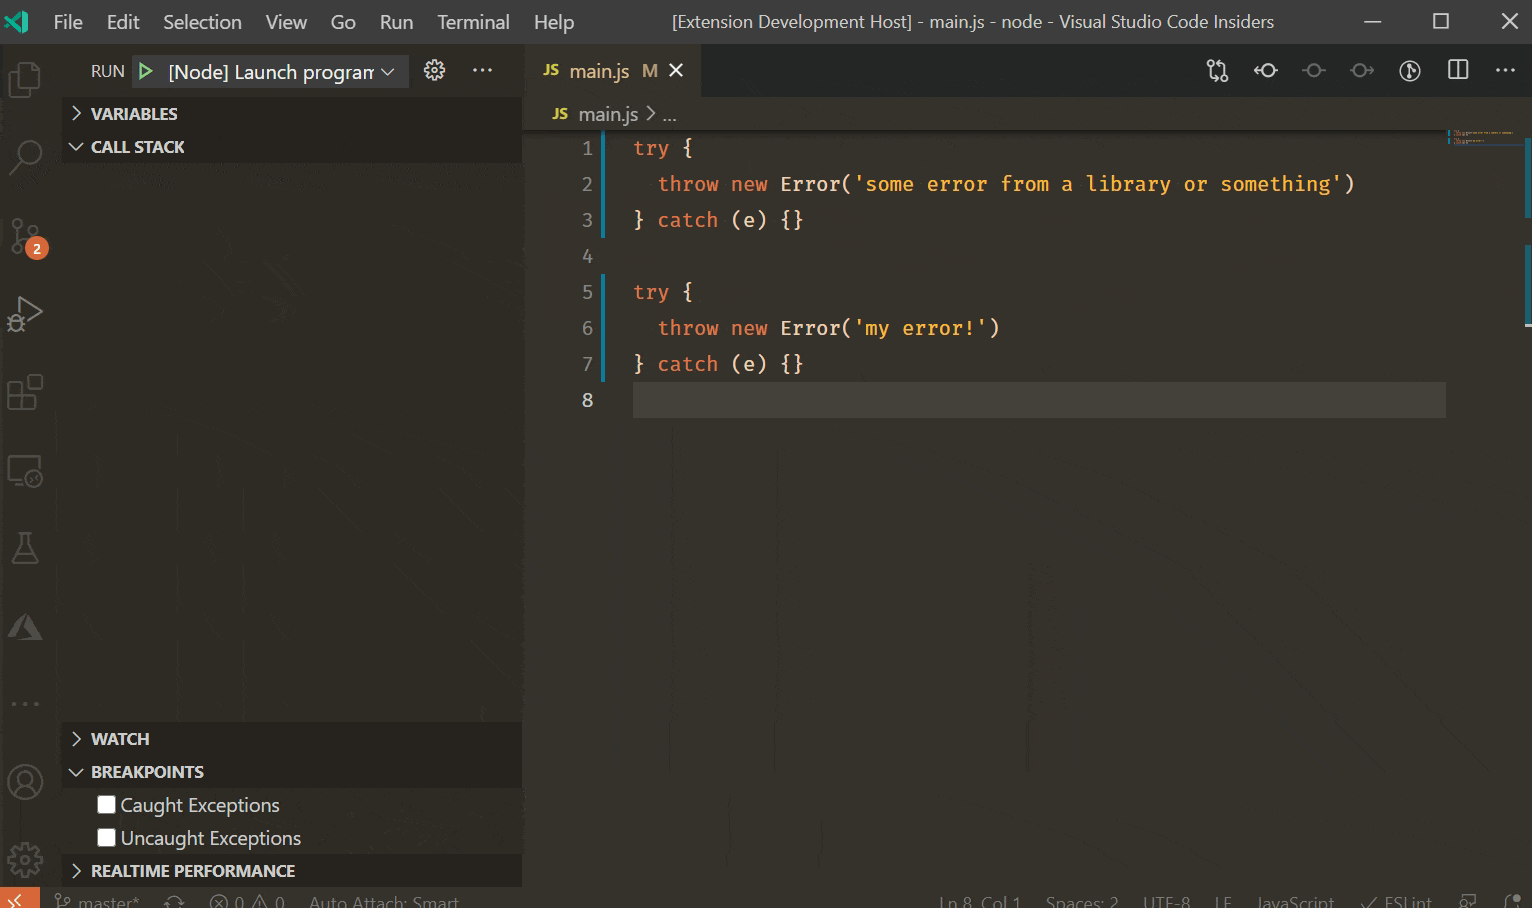 File Edit Selection View Go Run Terminal Help [Extension Development Host] - main.js - node - Visual Studio Code Insiders
RUN [Node] Launch program
JS main.js M
VARIABLES
JS main.js > ...
CALL STACK
1 try {
2 throw new Error('some error from a library or something')
3 } catch (e) {}
2
4
5 try {
6 throw new Error('my error!')
7 } catch (e) {}
8
WATCH
BREAKPOINTS
Caught Exceptions
Uncaught Exceptions
REALTIME PERFORMANCE
master* 0 0 Auto Attach: Smart Ln 8, Col 1 Spaces: 2 UTF-8 LF JavaScript ESLint